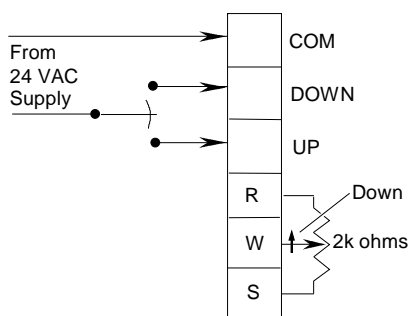 From
24 VAC
Supply
COM
DOWN
UP
R
Down
W
2k ohms
S